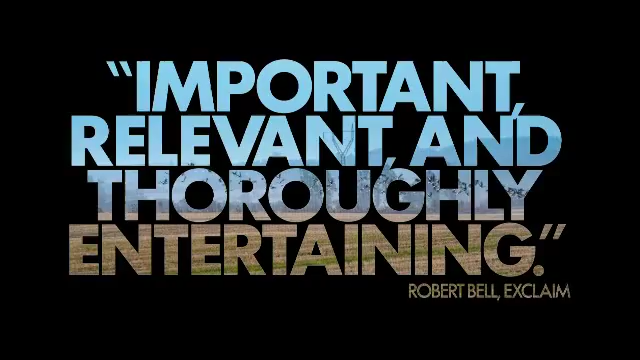 “IMPORTANT,
RELEVANT, AND
THOROUGHLY
ENTERTAINING.”
ROBERT BELL, EXCLAIM